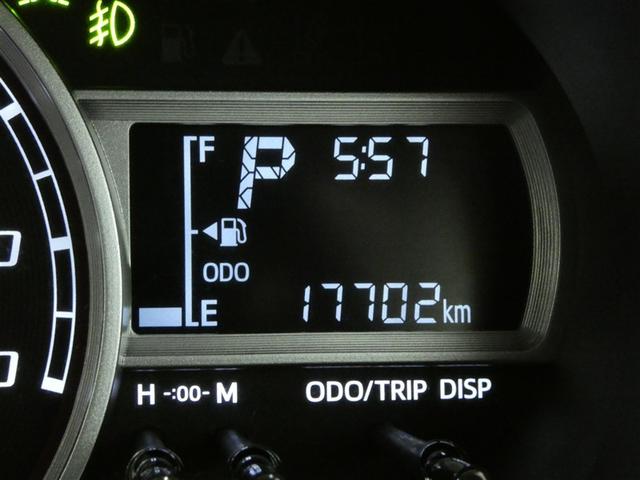 F P 5:57
ODO
E 17702km
H -:00- M ODO/TRIP DISP